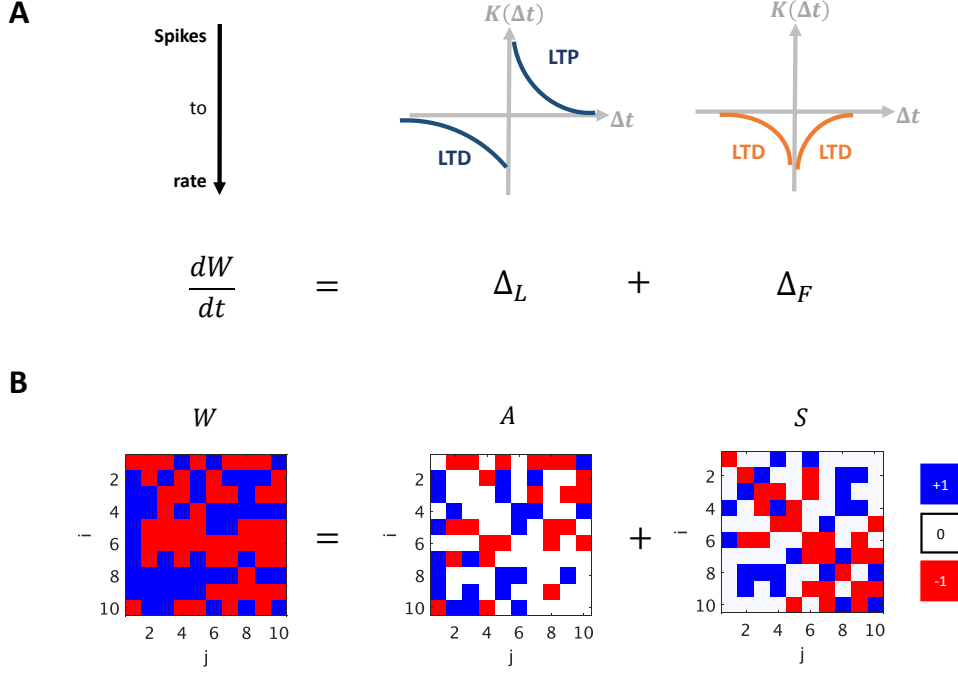 A
Spikes
to
rate
K(Δt)
LTP
LTD
Δt
K(Δt)
LTD
LTD
Δt
dW
dt
=
Δ_L
+
Δ_F
B
W
A
S
2
4
6
8
10
i
2 4 6 8 10
j
=
2
4
6
8
10
i
2 4 6 8 10
j
+
2
4
6
8
10
i
2 4 6 8 10
j
+1
0
-1